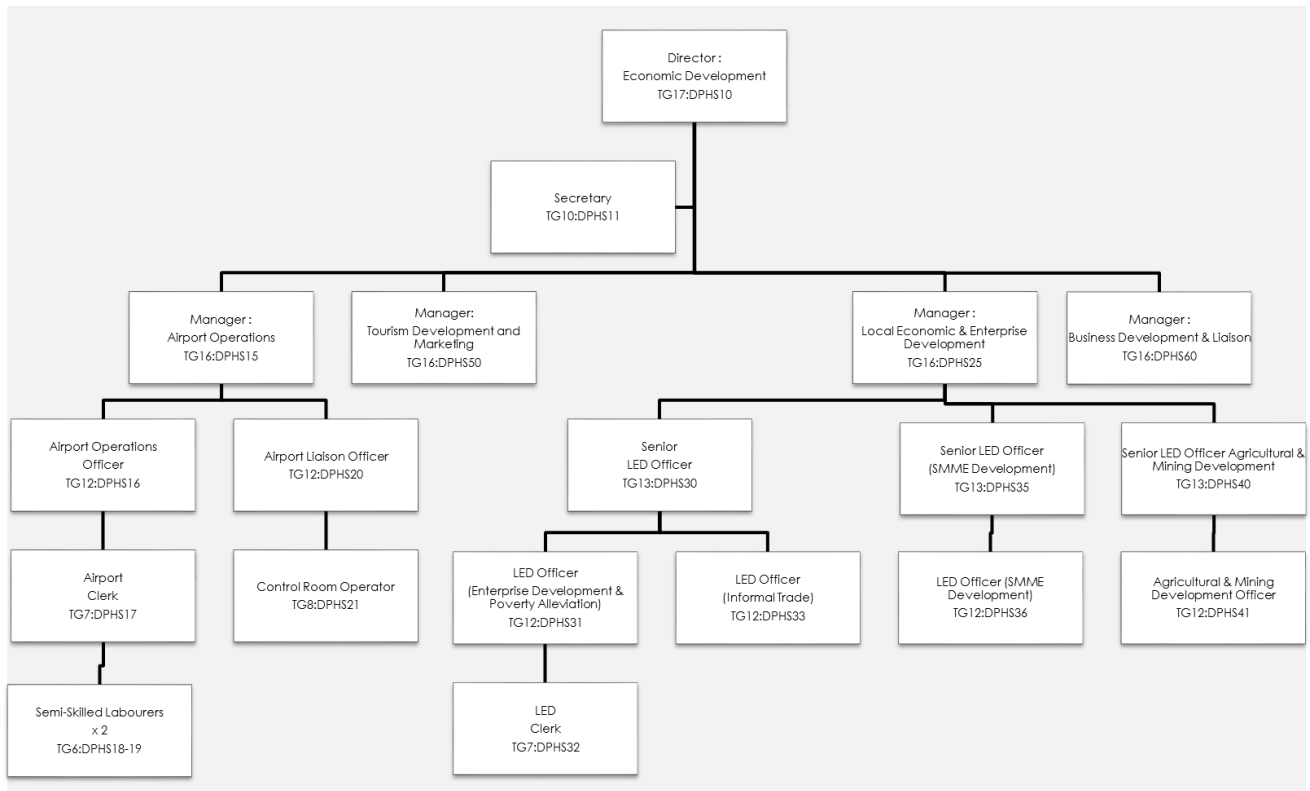 Director :
Economic Development
TG17:DPHS10
Secretary
TG10:DPHS11
Manager :
Airport Operations
TG16:DPHS15
Manager:
Tourism Development and
Marketing
TG16:DPHS50
Manager :
Local Economic & Enterprise
Development
TG16:DPHS25
Manager :
Business Development & Liaison
TG16:DPHS60
Airport Operations
Officer
TG12:DPHS16
Airport Liaison Officer
TG12:DPHS20
Senior
LED Officer
TG13:DPHS30
Senior LED Officer
(SMME Development)
TG13:DPHS35
Senior LED Officer Agricultural &
Mining Development
TG13:DPHS40
Airport
Clerk
TG7:DPHS17
Control Room Operator
TG8:DPHS21
LED Officer
(Enterprise Development &
Poverty Alleviation)
TG12:DPHS31
LED Officer
(Informal Trade)
TG12:DPHS33
LED Officer (SMME
Development)
TG12:DPHS36
Agricultural & Mining
Development Officer
TG12:DPHS41
Semi-Skilled Labourers
x 2
TG6:DPHS18-19
LED
Clerk
TG7:DPHS32